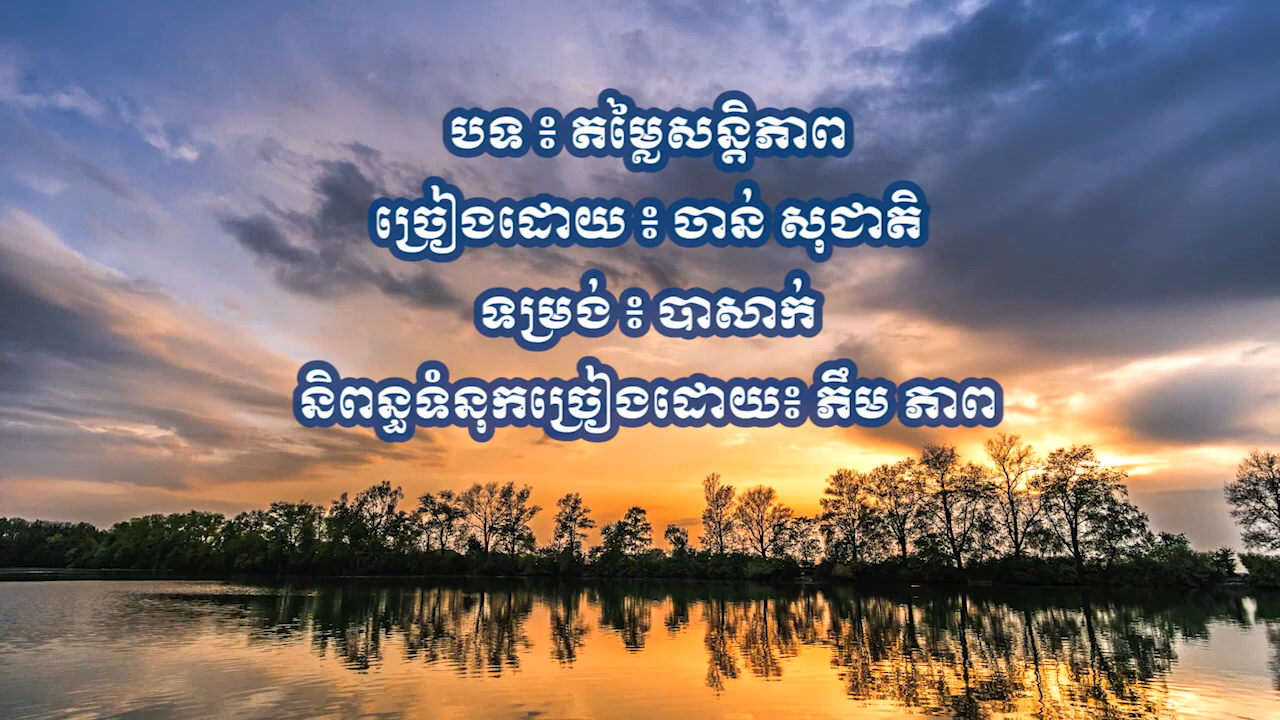 បទ ៖ តម្លៃសន្តិភាព
ច្រៀងដោយ ៖ ចាន់ សុជាតិ
ទម្រង់ ៖ បាសាក់
និពន្ធទំនុកច្រៀងដោយ៖ ភឹម ភាព